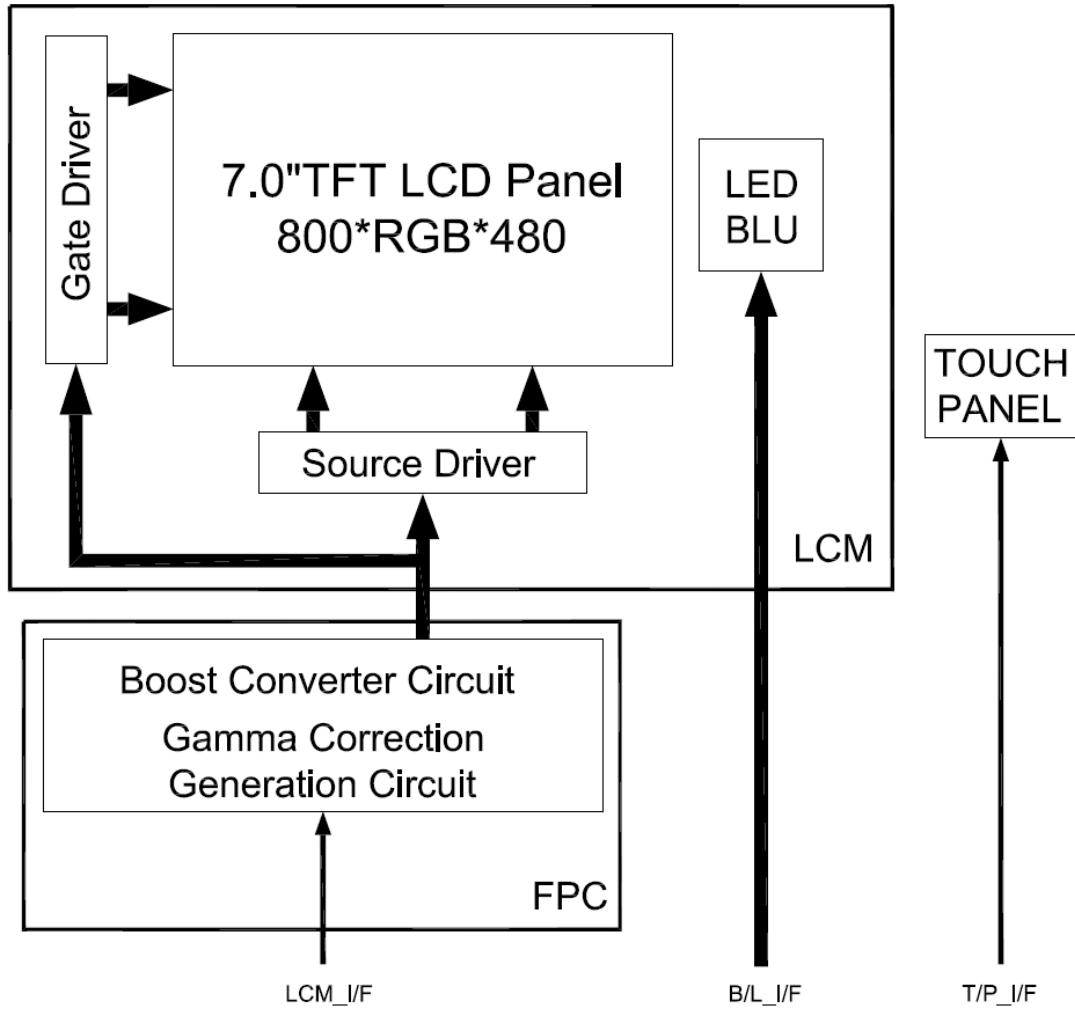 Gate Driver
7.0"TFT LCD Panel
800*RGB*480
LED
BLU
TOUCH
PANEL
Source Driver
LCM
Boost Converter Circuit
Gamma Correction
Generation Circuit
FPC
LCM_I/F
B/L_I/F
T/P_I/F